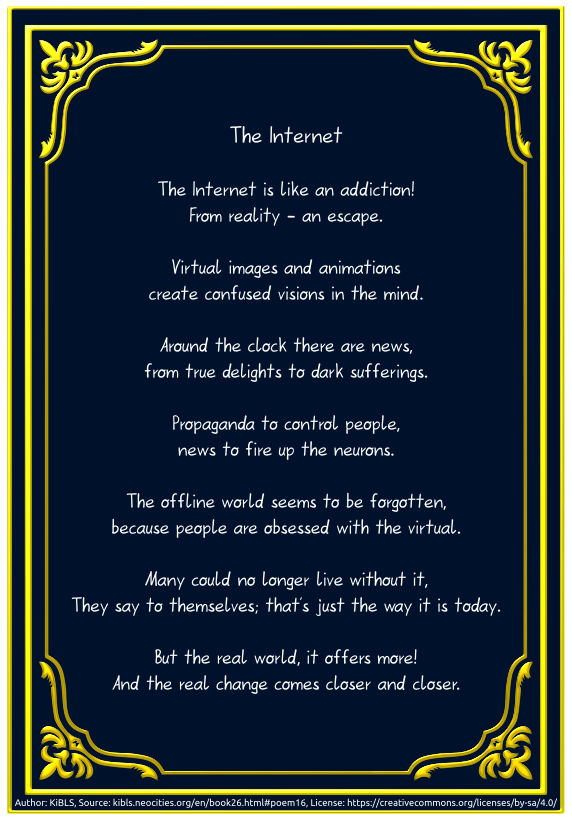 The Internet
The Internet is like an addiction!
From reality – an escape.
Virtual images and animations
create confused visions in the mind.
Around the clock there are news,
from true delights to dark sufferings.
Propaganda to control people,
news to fire up the neurons.
The offline world seems to be forgotten,
because people are obsessed with the virtual.
Many could no longer live without it,
They say to themselves; that's just the way it is today.
But the real world, it offers more!
And the real change comes closer and closer.
Author: KiBLS, Source: kibls.neocities.org/en/book26.html#poem16, License: https://creativecommons.org/licenses/by-sa/4.0/